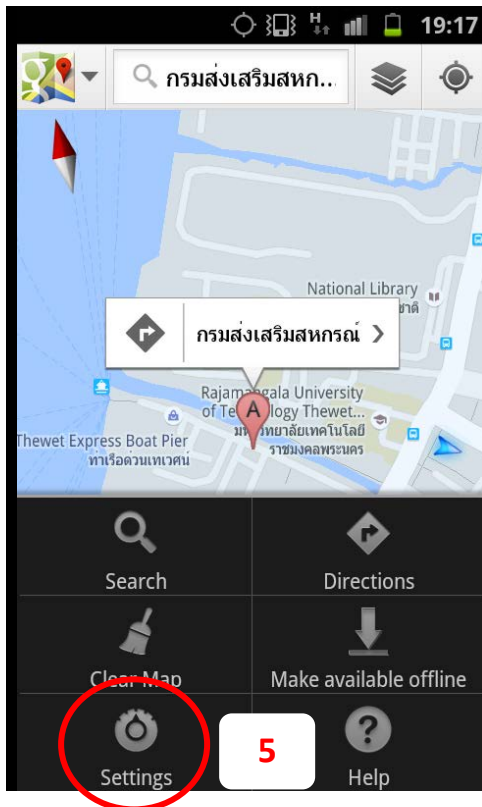 H 19:17
กรมส่งเสริมสหก...
National Library
ชาติ
กรมส่งเสริมสหกรณ์
Rajamangala University
of Technology Thewet...
มหาวิทยาลัยเทคโนโลยี
ราชมงคลพระนคร
Thewet Express Boat Pier
ท่าเรือด่วนเทเวศน์
A
Search
Directions
Clear Map
Make available offline
Settings
5
Help